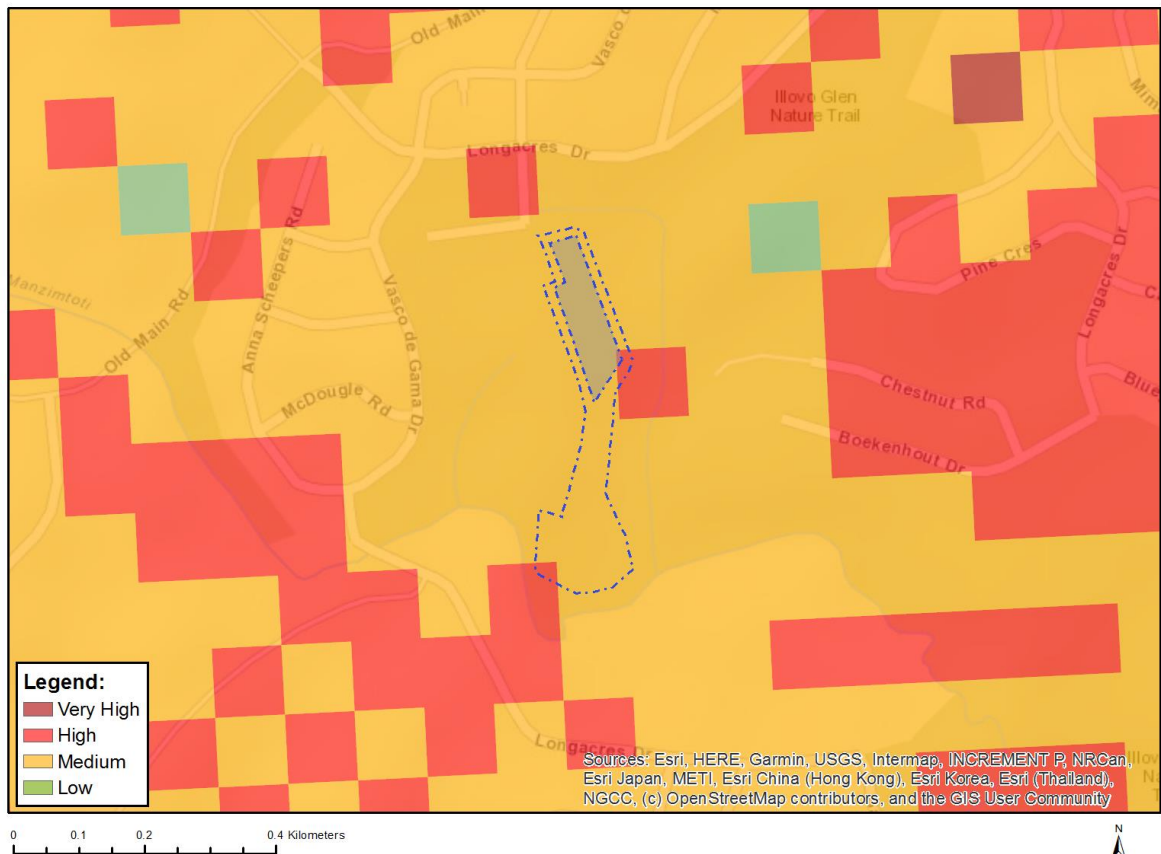 Old Main
Vasco d
Mim
Illovo Glen
Nature Trail
Longacres Dr
Anna Scheepers Rd
Manzimtoti
Old Main Rd
Vasco de Gama Dr
Pine Cres
Longacres Dr
C
McDougle Rd
Chestnut Rd
Blue
Boekenhout Dr
Legend:
Very High
High
Medium
Low
Longacres Dr
Illov
N
T
Sources: Esri, HERE, Garmin, USGS, Intermap, INCREMENT P, NRCan,
Esri Japan, METI, Esri China (Hong Kong), Esri Korea, Esri (Thailand),
NGCC, (c) OpenStreetMap contributors, and the GIS User Community
0 0.1 0.2 0.4 Kilometers
N